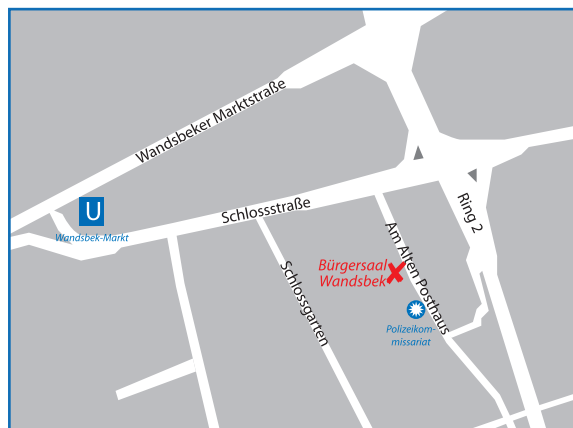 Wandsbeker Marktstraße
U
Wandsbek-Markt
Schlossstraße
Ring 2
Schlossgarten
Am Alten Posthaus
Bürgersaal
Wandsbek
Polizeikom-
missariat